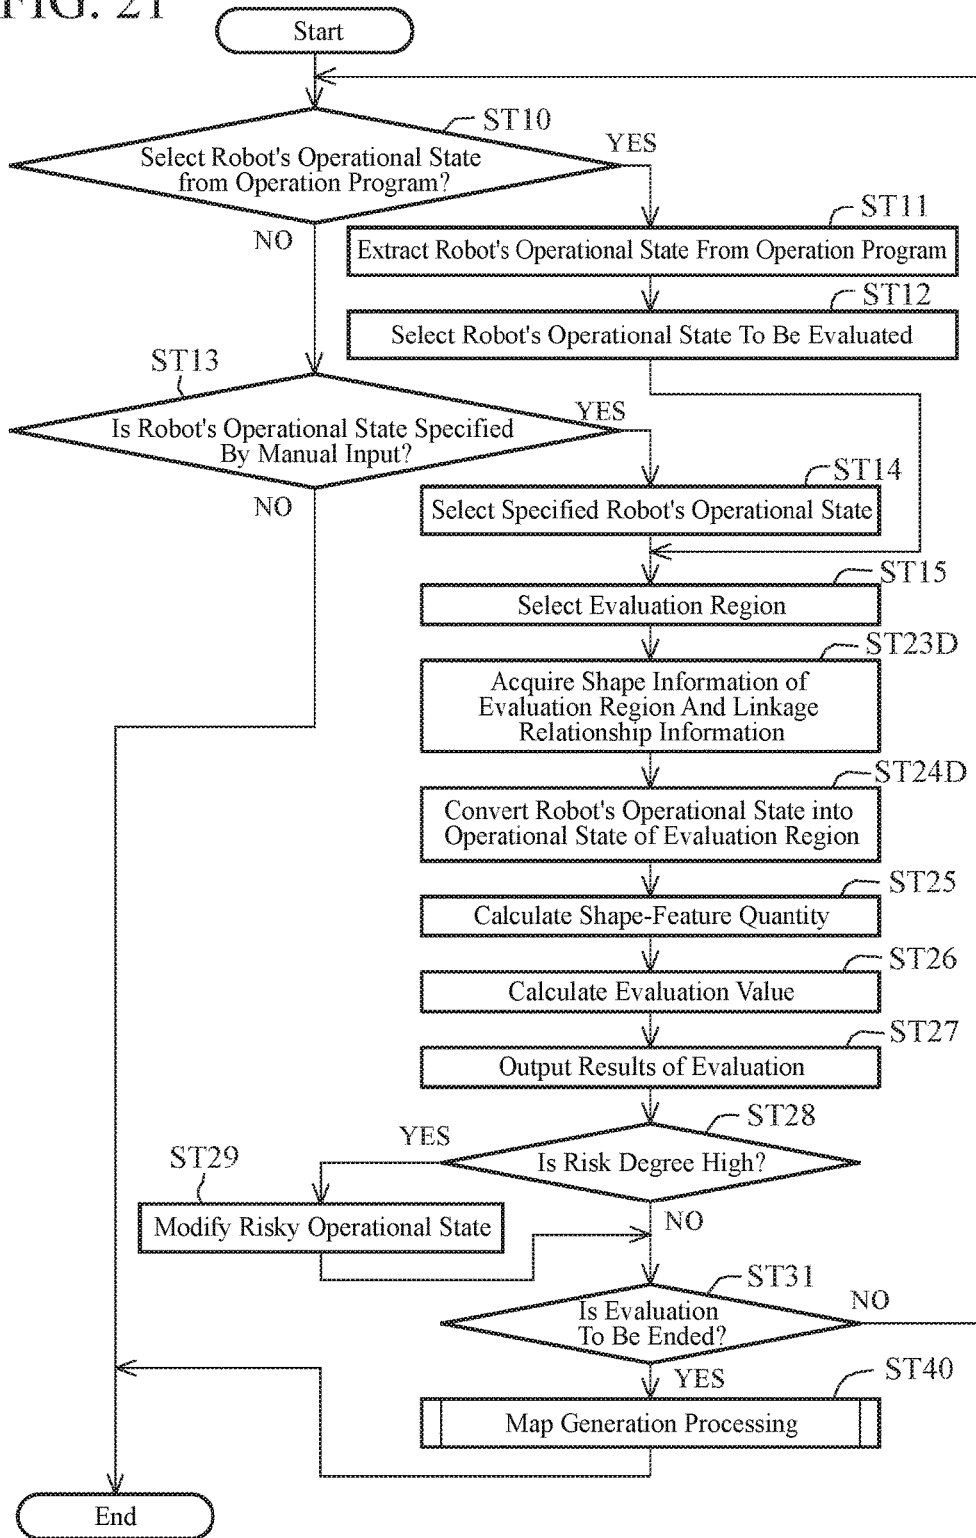 FIG. 21
Start
ST10
Select Robot's Operational State
from Operation Program?
YES
NO
ST11
Extract Robot's Operational State From Operation Program
ST12
Select Robot's Operational State To Be Evaluated
ST13
Is Robot's Operational State Specified
By Manual Input?
YES
NO
ST14
Select Specified Robot's Operational State
ST15
Select Evaluation Region
ST23D
Acquire Shape Information of
Evaluation Region And Linkage
Relationship Information
ST24D
Convert Robot's Operational State into
Operational State of Evaluation Region
ST25
Calculate Shape-Feature Quantity
ST26
Calculate Evaluation Value
ST27
Output Results of Evaluation
ST28
Is Risk Degree High?
YES
NO
ST29
Modify Risky Operational State
ST31
Is Evaluation
To Be Ended?
NO
YES
ST40
Map Generation Processing
End